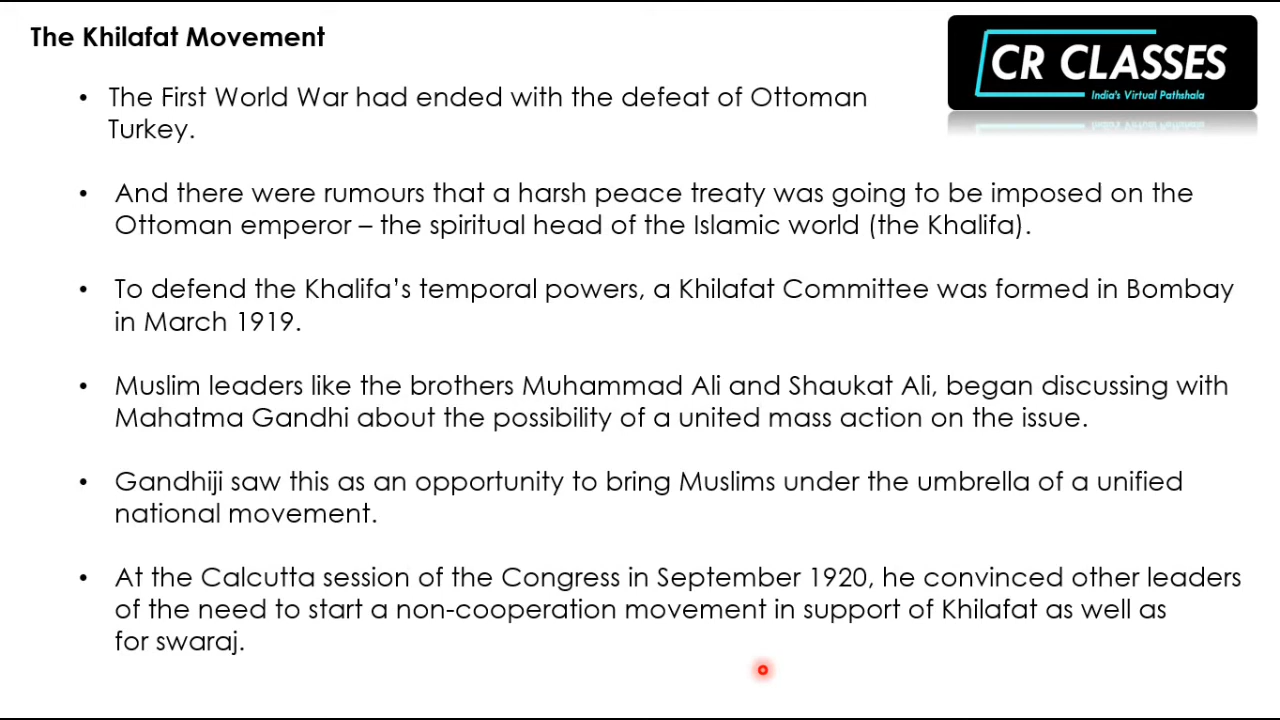 The Khilafat Movement
CR CLASSES
India's Virtual Pathshala
• The First World War had ended with the defeat of Ottoman
Turkey.
• And there were rumours that a harsh peace treaty was going to be imposed on the
Ottoman emperor – the spiritual head of the Islamic world (the Khalifa).
• To defend the Khalifa’s temporal powers, a Khilafat Committee was formed in Bombay
in March 1919.
• Muslim leaders like the brothers Muhammad Ali and Shaukat Ali, began discussing with
Mahatma Gandhi about the possibility of a united mass action on the issue.
• Gandhiji saw this as an opportunity to bring Muslims under the umbrella of a unified
national movement.
• At the Calcutta session of the Congress in September 1920, he convinced other leaders
of the need to start a non-cooperation movement in support of Khilafat as well as
for swaraj.